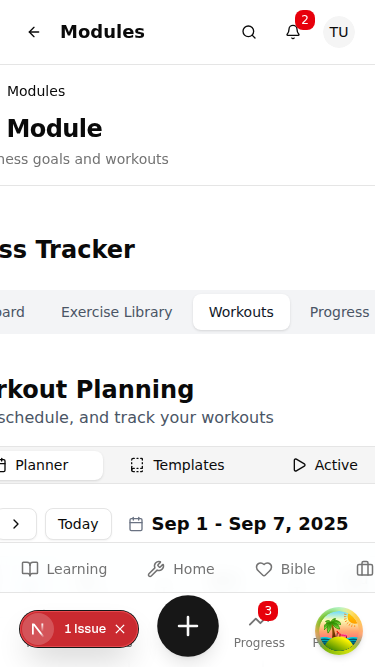 Modules
2
TU
Modules
Module
ness goals and workouts
ss Tracker
oard Exercise Library Workouts Progress
rkout Planning
schedule, and track your workouts
Planner Templates Active
Today Sep 1 - Sep 7, 2025
Learning Home Bible
N 1 Issue
3
Progress